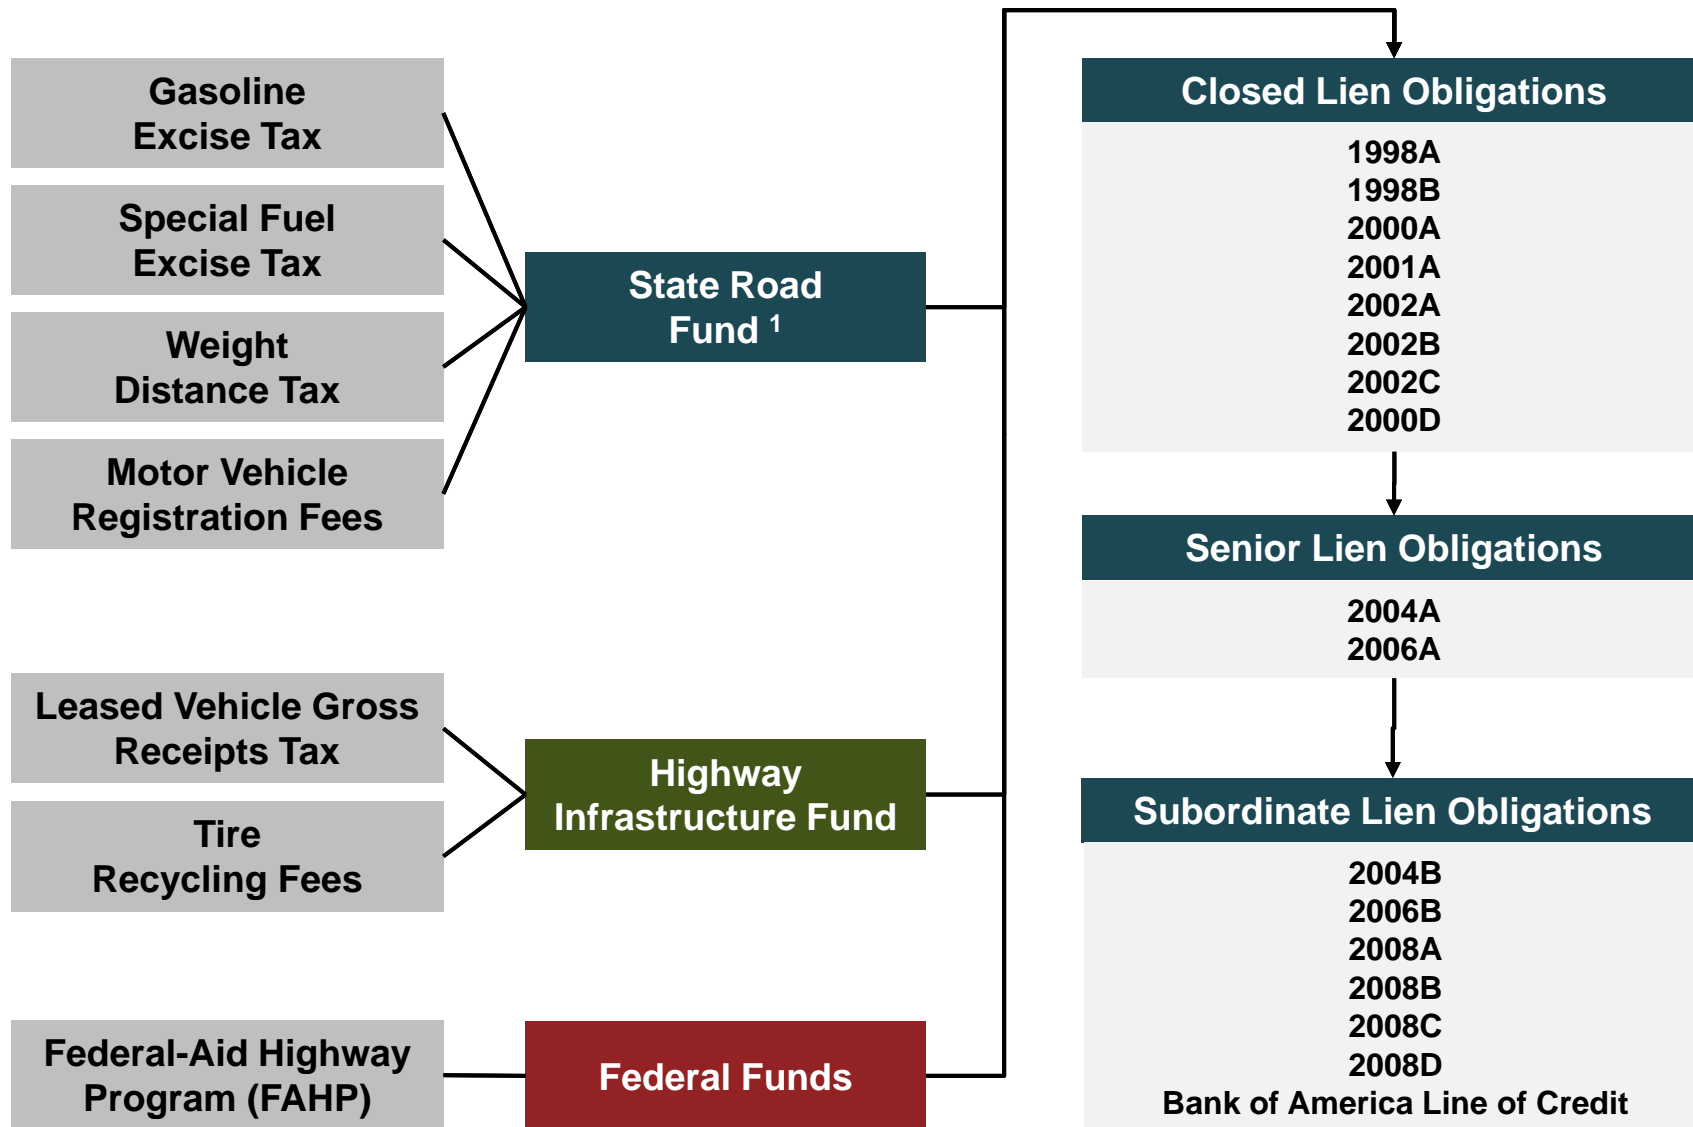 Gasoline
Excise Tax
Special Fuel
Excise Tax
Weight
Distance Tax
Motor Vehicle
Registration Fees
Leased Vehicle Gross
Receipts Tax
Tire
Recycling Fees
Federal-Aid Highway
Program (FAHP)
State Road
Fund 1
Highway
Infrastructure Fund
Federal Funds
Closed Lien Obligations
1998A
1998B
2000A
2001A
2002A
2002B
2002C
2000D
Senior Lien Obligations
2004A
2006A
Subordinate Lien Obligations
2004B
2006B
2008A
2008B
2008C
2008D
Bank of America Line of Credit